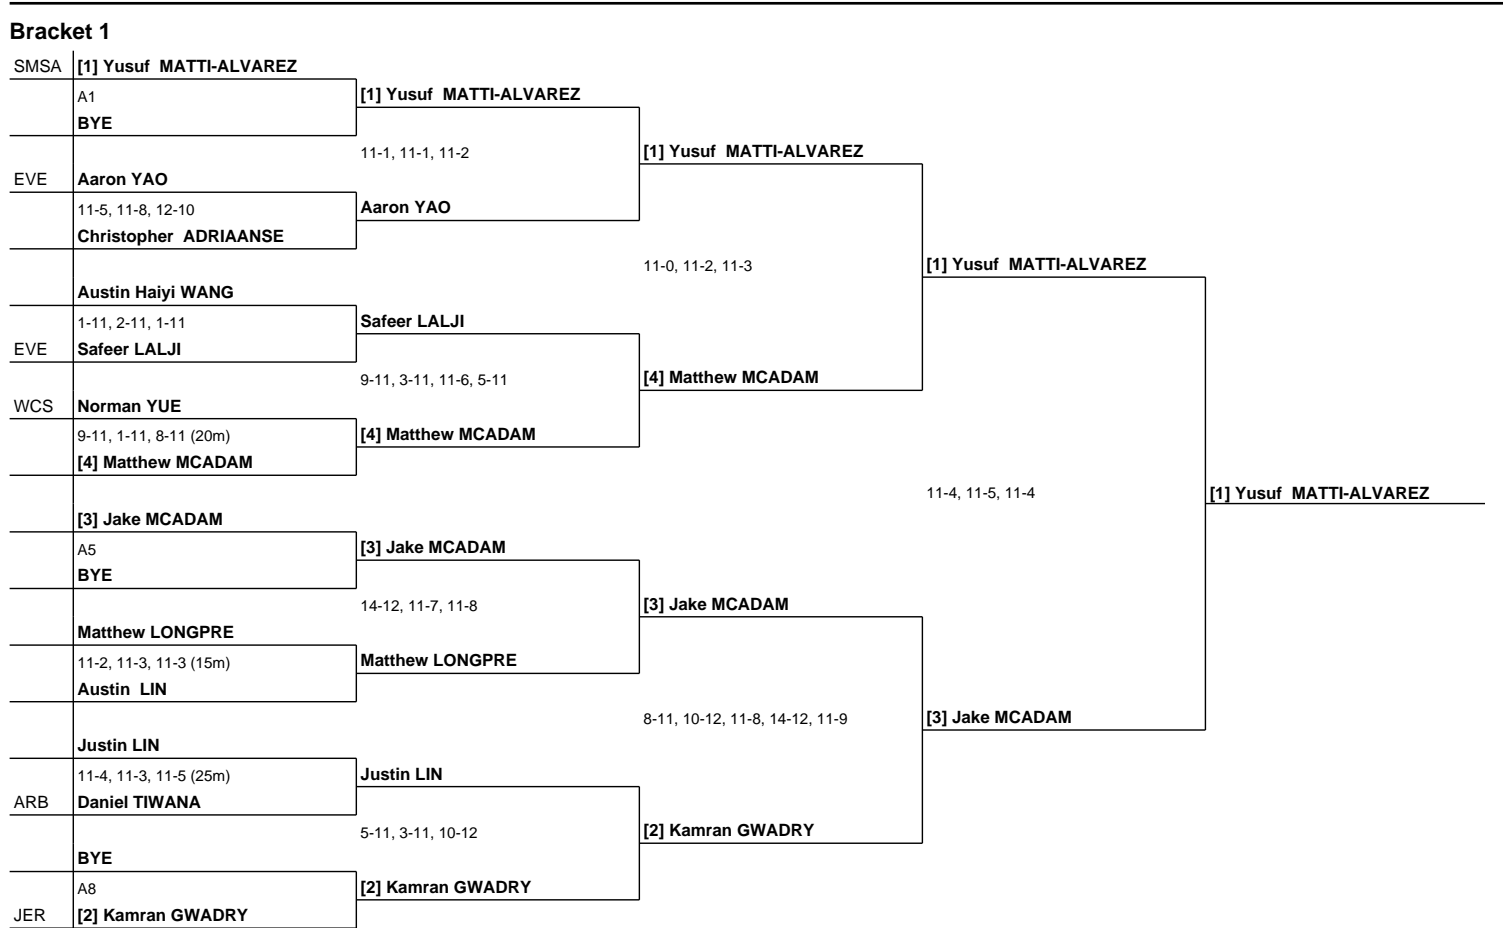 Bracket 1
SMSA [1] Yusuf MATTI-ALVAREZ
A1 [1] Yusuf MATTI-ALVAREZ
BYE
11-1, 11-1, 11-2 [1] Yusuf MATTI-ALVAREZ
EVE Aaron YAO
11-5, 11-8, 12-10 Aaron YAO
Christopher ADRIAANSE
11-0, 11-2, 11-3 [1] Yusuf MATTI-ALVAREZ
Austin Haiyi WANG
1-11, 2-11, 1-11 Safeer LALJI
EVE Safeer LALJI
9-11, 3-11, 11-6, 5-11 [4] Matthew MCADAM
WCS Norman YUE
9-11, 1-11, 8-11 (20m) [4] Matthew MCADAM
[4] Matthew MCADAM
11-4, 11-5, 11-4 [1] Yusuf MATTI-ALVAREZ
[3] Jake MCADAM
A5 [3] Jake MCADAM
BYE
14-12, 11-7, 11-8 [3] Jake MCADAM
Matthew LONGPRE
11-2, 11-3, 11-3 (15m) Matthew LONGPRE
Austin LIN
8-11, 10-12, 11-8, 14-12, 11-9 [3] Jake MCADAM
Justin LIN
11-4, 11-3, 11-5 (25m) Justin LIN
ARB Daniel TIWANA
5-11, 3-11, 10-12 [2] Kamran GWADRY
BYE
A8 [2] Kamran GWADRY
JER [2] Kamran GWADRY